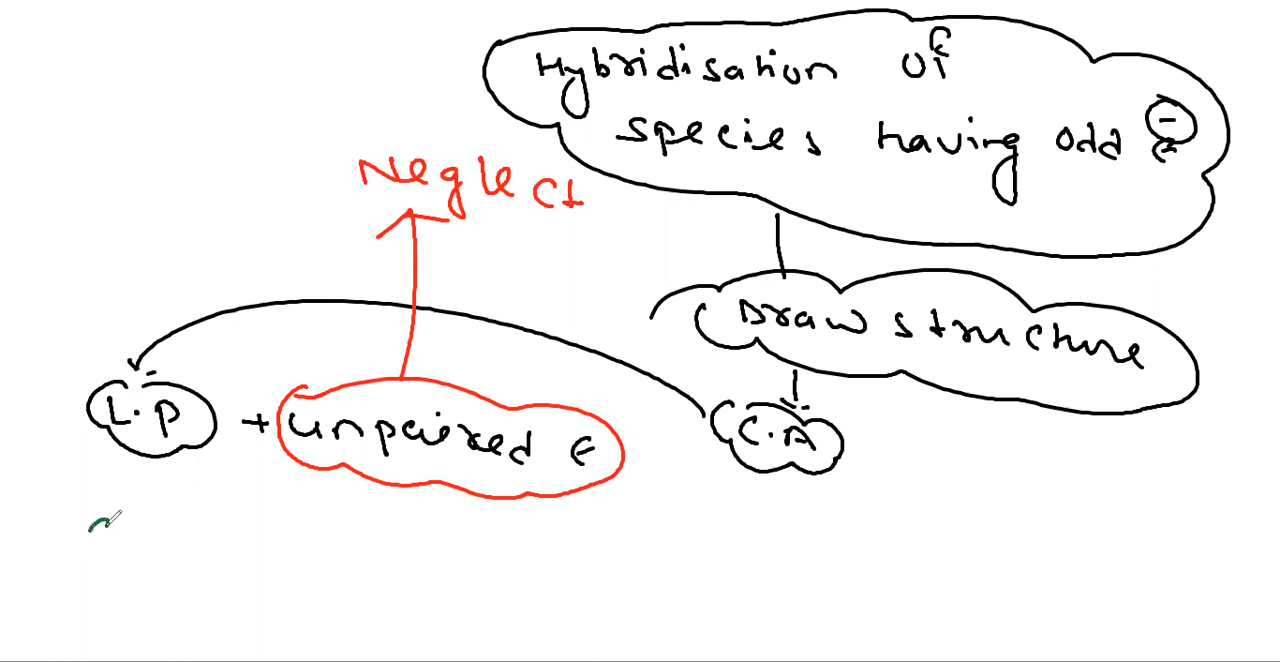 Hybridisation of
species having odd e-
Neglect
Draw structure
L.P + unpaired e
C.A